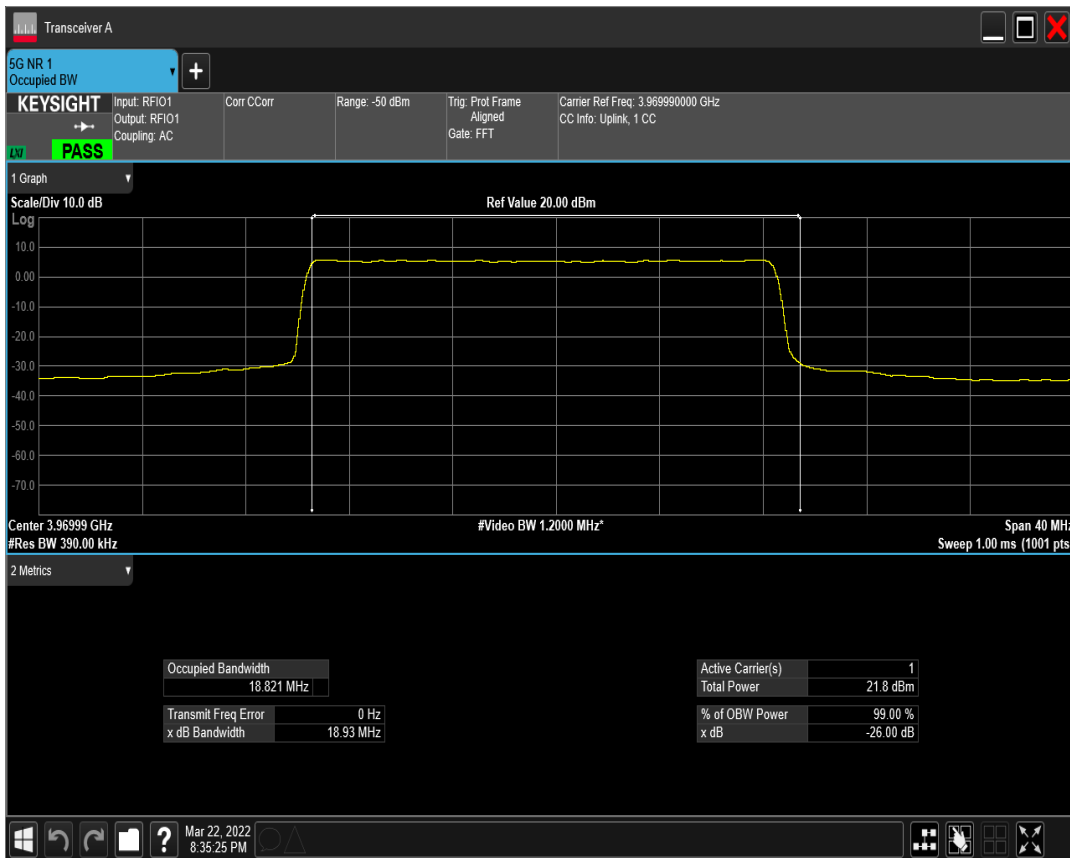 Transceiver A
5G NR 1
Occupied BW
KEYSIGHT
LXI
PASS
Input: RFIO1
Output: RFIO1
Coupling: AC
Corr CCorr
Range: -50 dBm
Trig: Prot Frame
Aligned
Gate: FFT
Carrier Ref Freq: 3.969990000 GHz
CC Info: Uplink, 1 CC
1 Graph
Scale/Div 10.0 dB
Ref Value 20.00 dBm
Log
10.0
0.00
-10.0
-20.0
-30.0
-40.0
-50.0
-60.0
-70.0
Center 3.96999 GHz
#Video BW 1.2000 MHz*
Span 40 MHz
#Res BW 390.00 kHz
Sweep 1.00 ms (1001 pts
2 Metrics
Occupied Bandwidth
18.821 MHz
Transmit Freq Error 0 Hz
x dB Bandwidth 18.93 MHz
Active Carrier(s) 1
Total Power 21.8 dBm
% of OBW Power 99.00 %
x dB -26.00 dB
?
Mar 22, 2022
8:35:25 PM